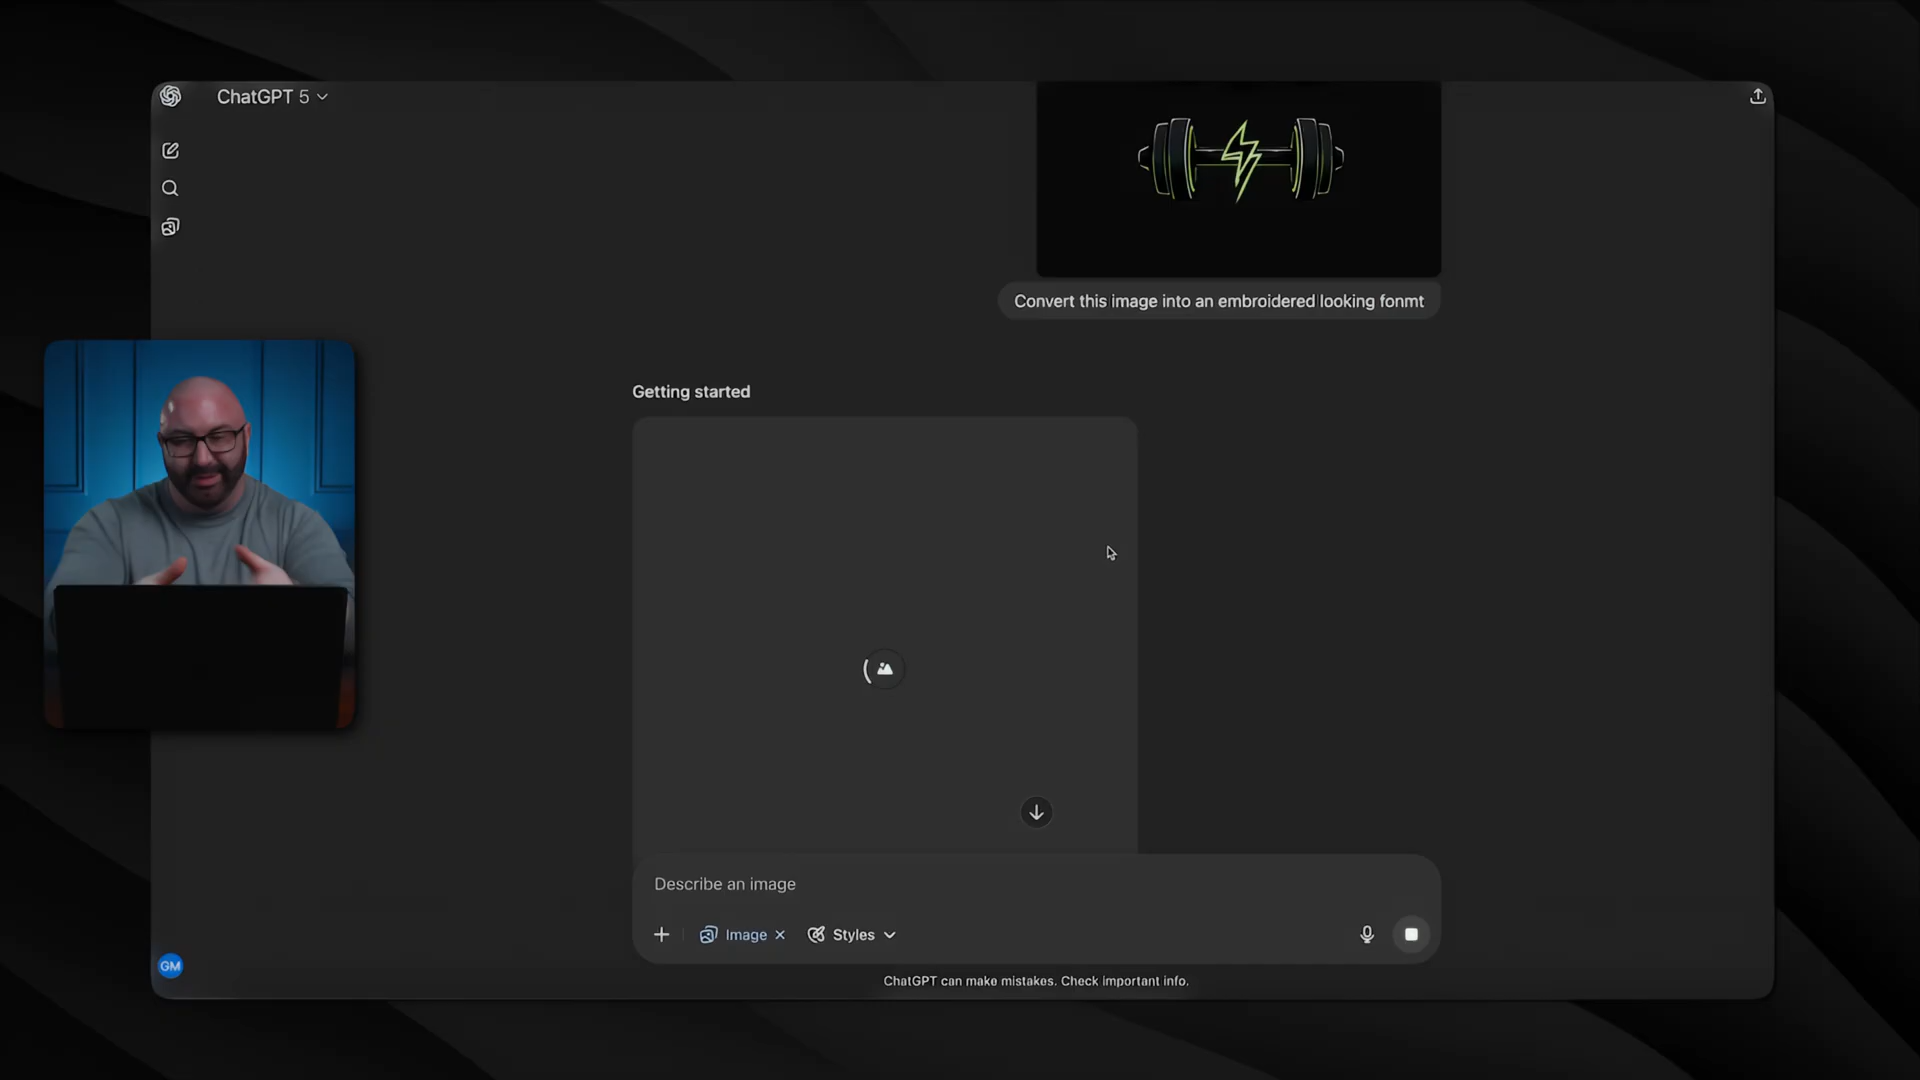 ChatGPT 5
Convert this image into an embroidered looking fonmt
Getting started
Describe an image
Image
Styles
GM
ChatGPT can make mistakes. Check important info.